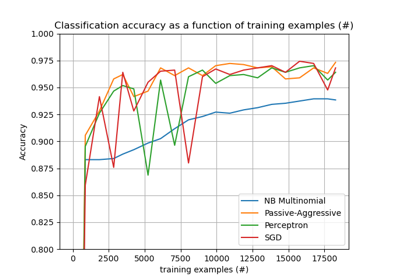 Classification accuracy as a function of training examples (#)
1.000
0.975
0.950
0.925
0.900
0.875
0.850
0.825
0.800
Accuracy
NB Multinomial
Passive-Aggressive
Perceptron
SGD
0 2500 5000 7500 10000 12500 15000 17500
training examples (#)